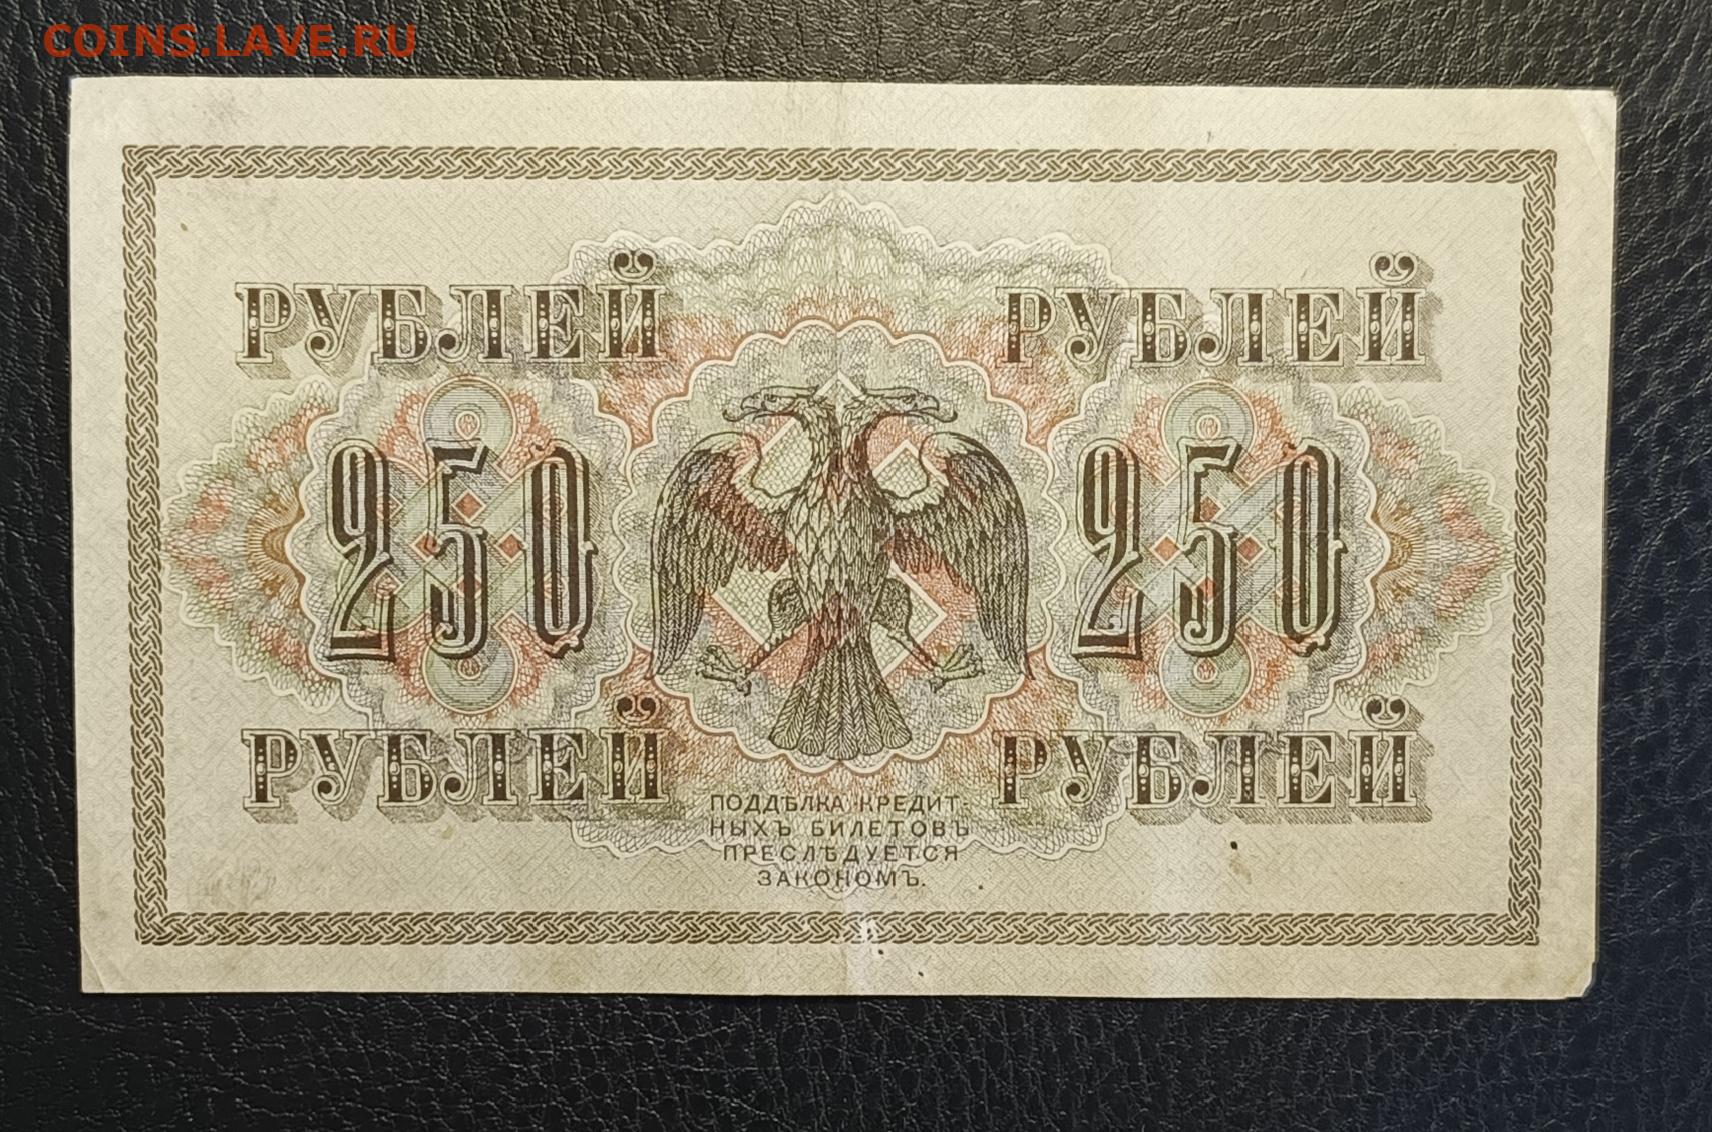 COINS.LAVE.RU
РУБЛЕЙ РУБЛЕЙ
250 250
РУБЛЕЙ РУБЛЕЙ
ПОДДѢЛКА КРЕДИТ-
НЫХЪ БИЛЕТОВЪ
ПРЕСЛѢДУЕТСЯ
ЗАКОНОМЪ.